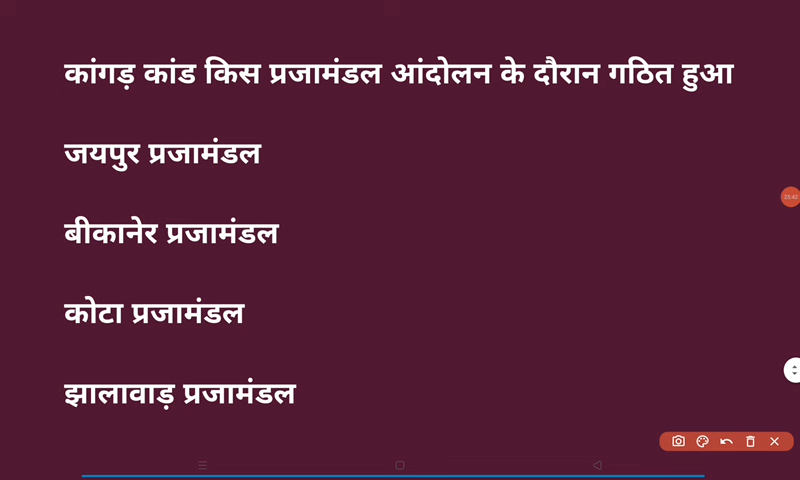 कांगड़ कांड किस प्रजामंडल आंदोलन के दौरान गठित हुआ
जयपुर प्रजामंडल
बीकानेर प्रजामंडल
कोटा प्रजामंडल
झालावाड़ प्रजामंडल